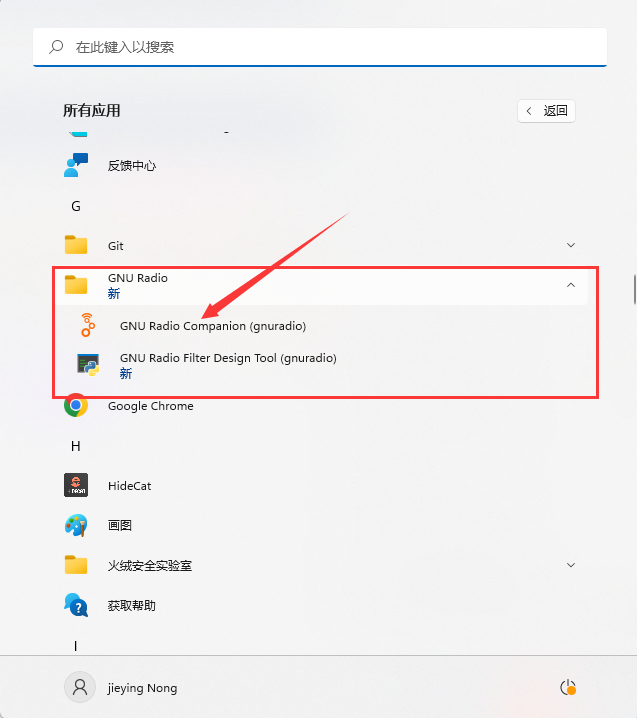 在此键入以搜索
所有应用
返回
反馈中心
G
Git
GNU Radio
新
GNU Radio Companion (gnuradio)
GNU Radio Filter Design Tool (gnuradio)
新
Google Chrome
H
HideCat
画图
火绒安全实验室
获取帮助
I
jieying Nong